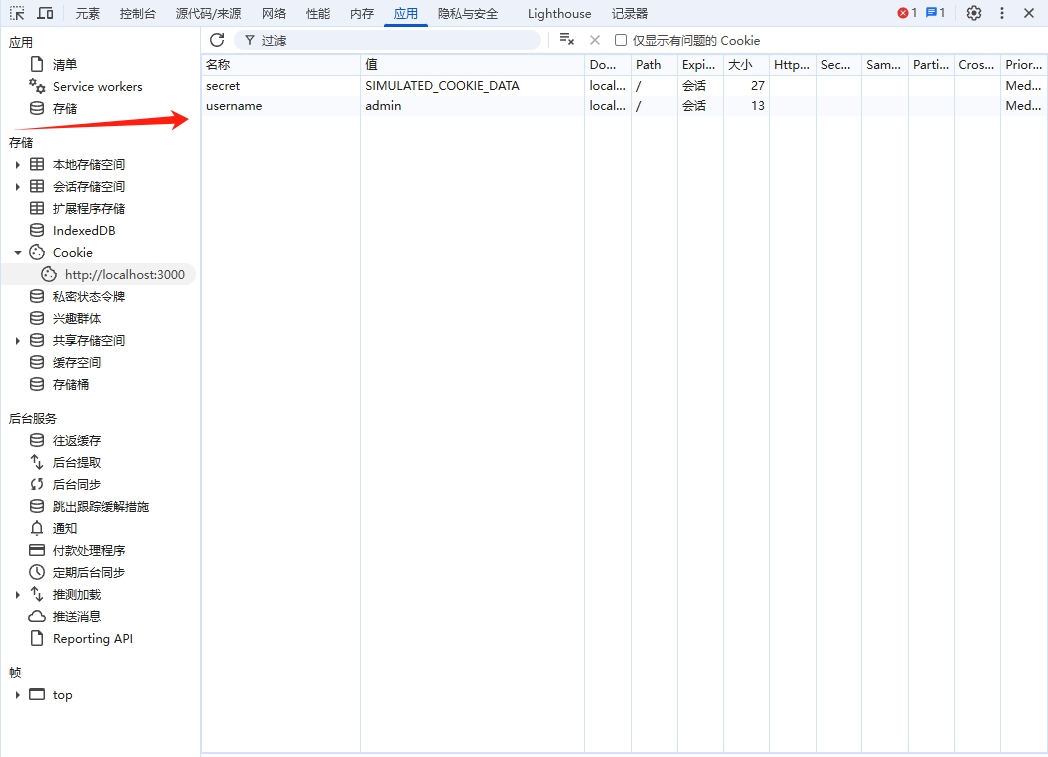 元素 控制台 源代码/来源 网络 性能 内存 应用 隐私与安全 Lighthouse 记录器 1 1
应用
清单
Service workers
存储
存储
本地存储空间
会话存储空间
扩展程序存储
IndexedDB
Cookie
http://localhost:3000
私密状态令牌
兴趣群体
共享存储空间
缓存空间
存储桶
后台服务
往返缓存
后台提取
后台同步
跳出跟踪缓解措施
通知
付款处理程序
定期后台同步
推测加载
推送消息
Reporting API
帧
top
过滤 仅显示有问题的 Cookie
名称 值 Do... Path Expi... 大小 Http... Sec... Sam... Parti... Cros... Prior...
secret SIMULATED_COOKIE_DATA local... / 会话 27 Med...
username admin local... / 会话 13 Med...